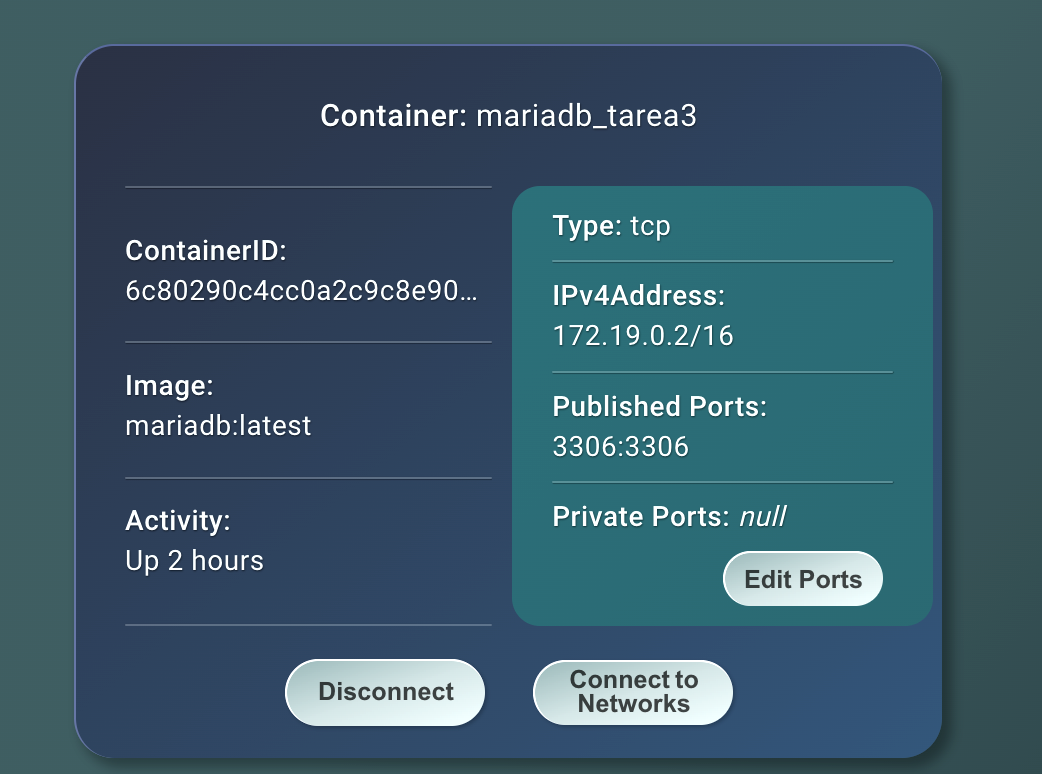 Container: mariadb_tarea3
ContainerID:
6c80290c4cc0a2c9c8e90...
Image:
mariadb:latest
Activity:
Up 2 hours
Type: tcp
IPv4Address:
172.19.0.2/16
Published Ports:
3306:3306
Private Ports: null
Edit Ports
Disconnect
Connect to
Networks